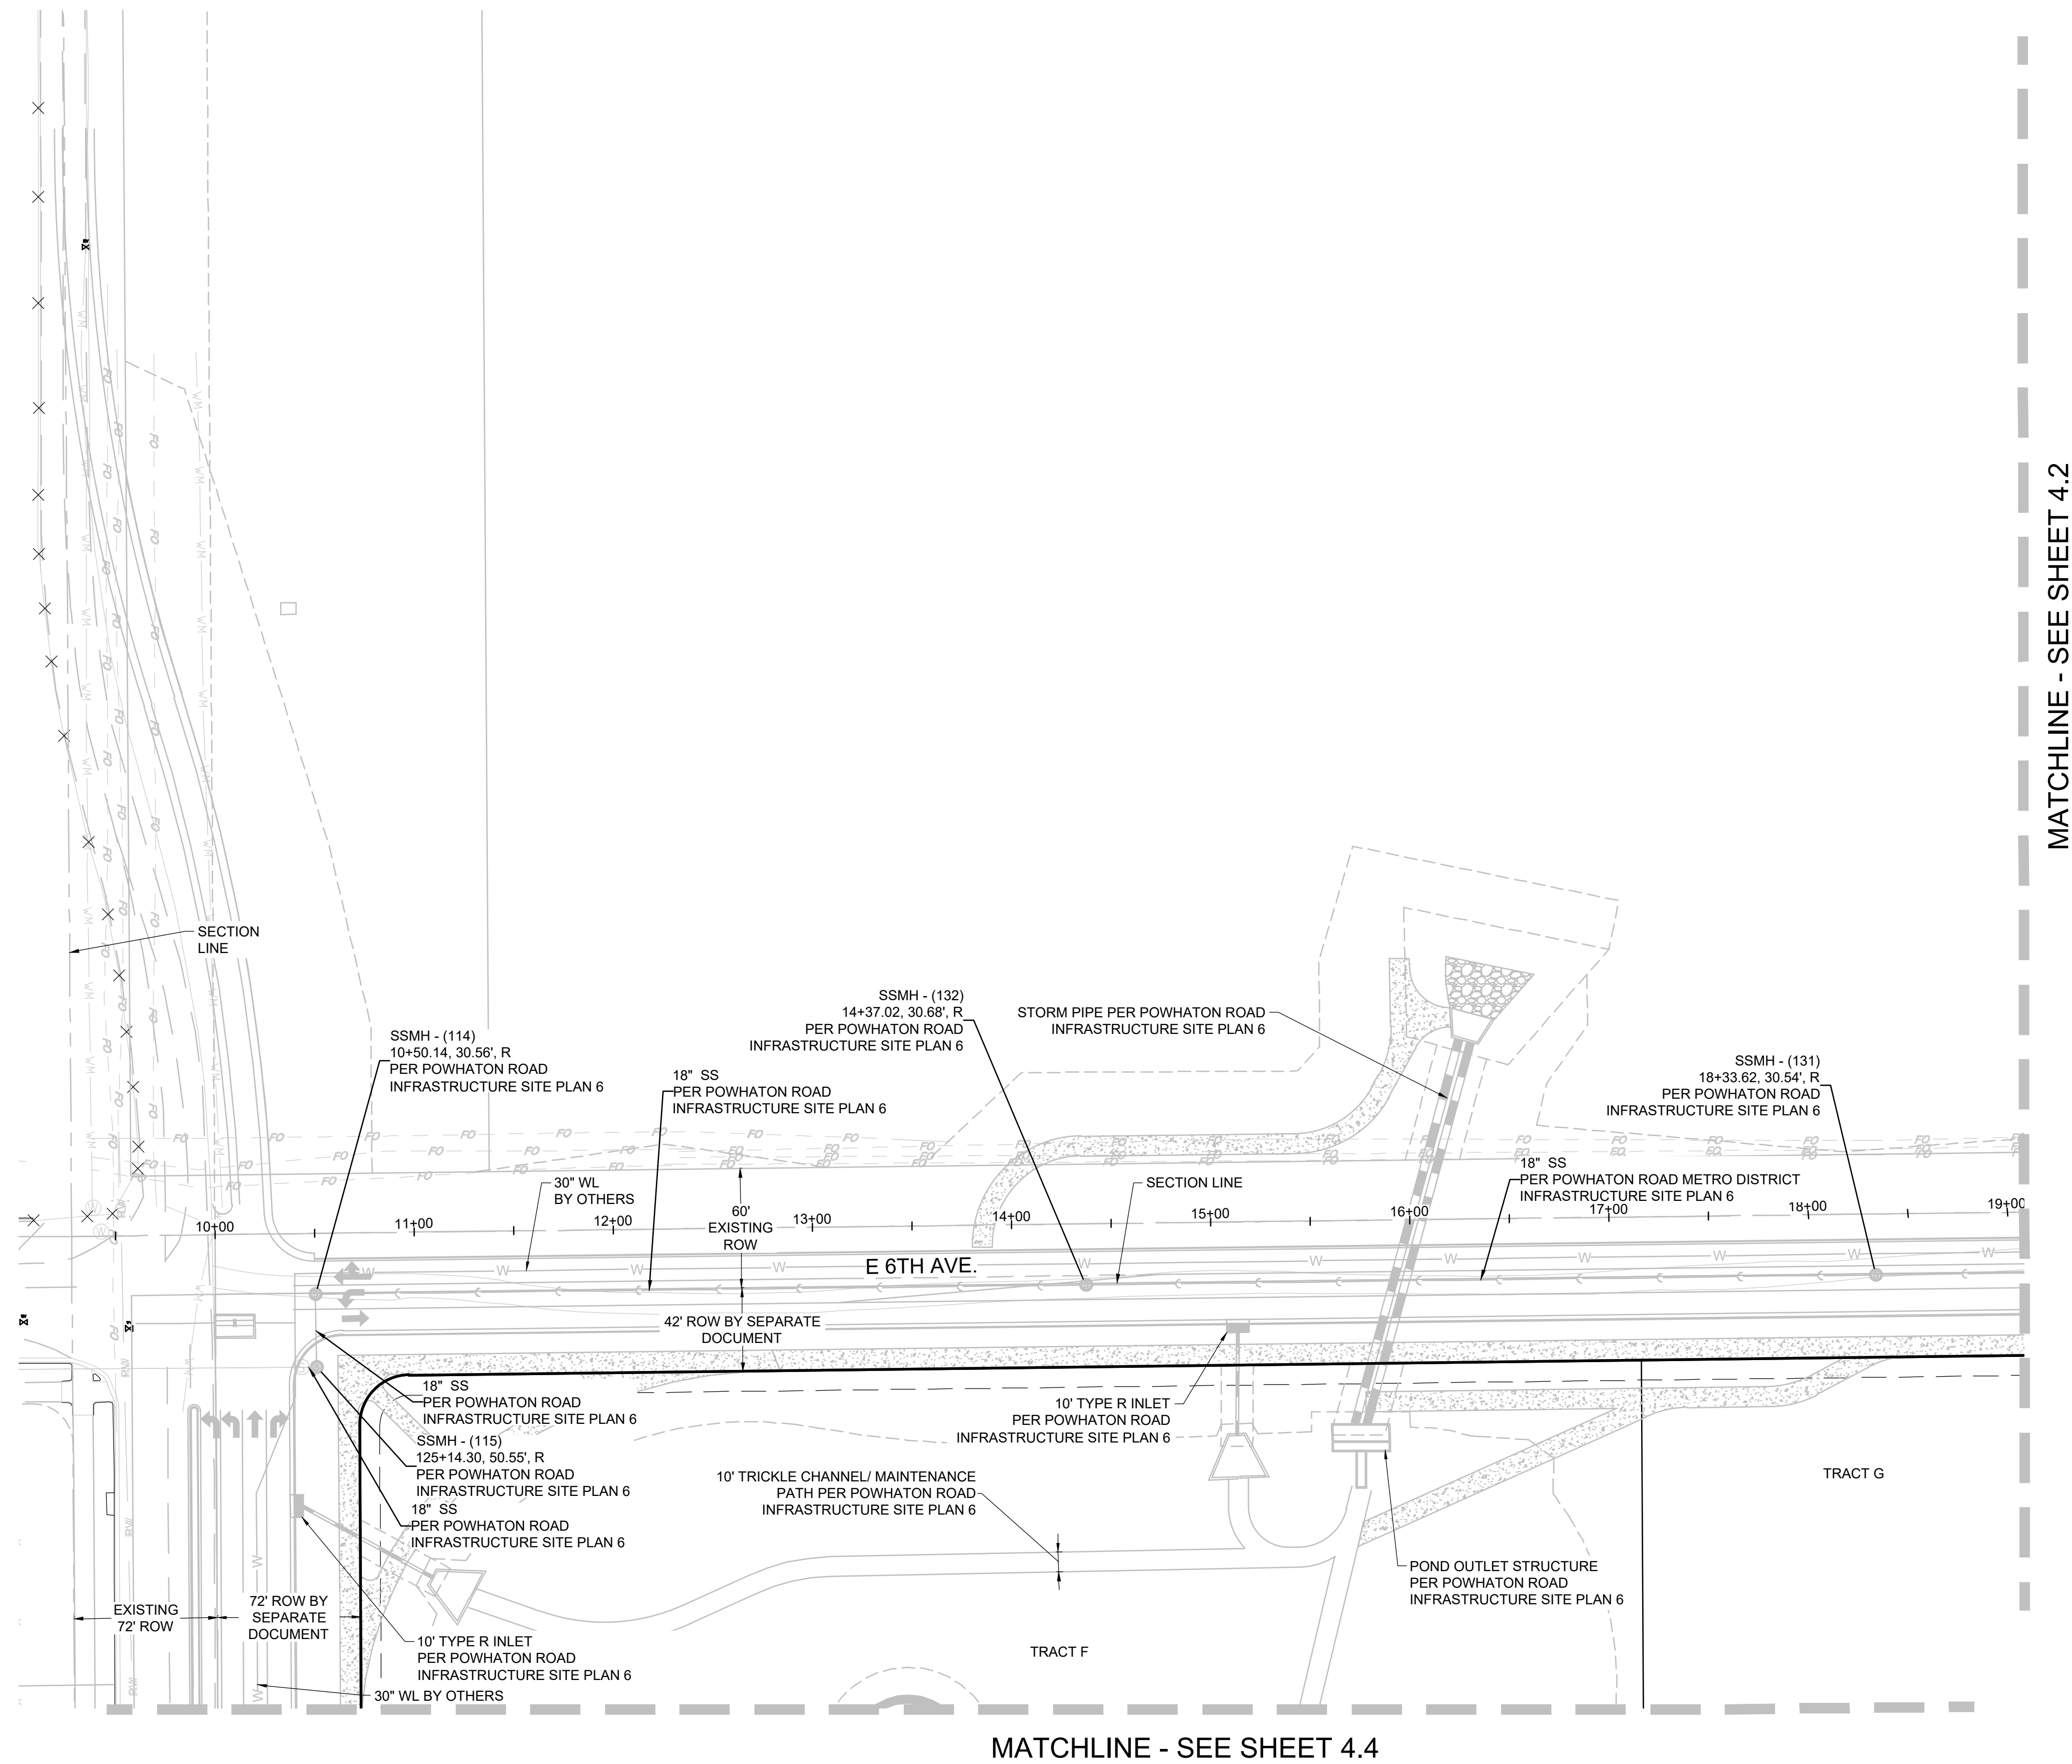 MATCHLINE - SEE SHEET 4.2
SECTION
LINE
SSMH - (114)
10+50.14, 30.56', R
PER POWHATON ROAD
INFRASTRUCTURE SITE PLAN 6
SSMH - (132)
14+37.02, 30.68', R
PER POWHATON ROAD
INFRASTRUCTURE SITE PLAN 6
STORM PIPE PER POWHATON ROAD
INFRASTRUCTURE SITE PLAN 6
SSMH - (131)
18+33.62, 30.54', R
PER POWHATON ROAD
INFRASTRUCTURE SITE PLAN 6
18" SS
PER POWHATON ROAD
INFRASTRUCTURE SITE PLAN 6
30" WL
BY OTHERS
60'
EXISTING
ROW
SECTION LINE
18" SS
PER POWHATON ROAD METRO DISTRICT
INFRASTRUCTURE SITE PLAN 6
10+00
11+00
12+00
13+00
14+00
15+00
16+00
17+00
18+00
19+00
E 6TH AVE.
42' ROW BY SEPARATE
DOCUMENT
18" SS
PER POWHATON ROAD
INFRASTRUCTURE SITE PLAN 6
SSMH - (115)
125+14.30, 50.55', R
PER POWHATON ROAD
INFRASTRUCTURE SITE PLAN 6
18" SS
PER POWHATON ROAD
INFRASTRUCTURE SITE PLAN 6
10' TYPE R INLET
PER POWHATON ROAD
INFRASTRUCTURE SITE PLAN 6
10' TRICKLE CHANNEL/ MAINTENANCE
PATH PER POWHATON ROAD
INFRASTRUCTURE SITE PLAN 6
TRACT G
POND OUTLET STRUCTURE
PER POWHATON ROAD
INFRASTRUCTURE SITE PLAN 6
EXISTING
72' ROW
72' ROW BY
SEPARATE
DOCUMENT
10' TYPE R INLET
PER POWHATON ROAD
INFRASTRUCTURE SITE PLAN 6
TRACT F
30" WL BY OTHERS
MATCHLINE - SEE SHEET 4.4